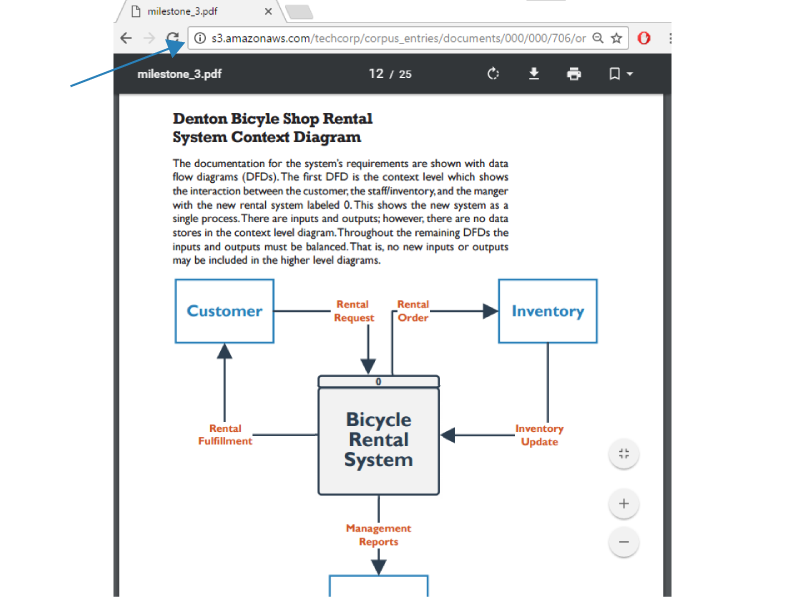 milestone_3.pdf
s3.amazonaws.com/techcorp/corpus_entries/documents/000/000/706/or
milestone_3.pdf
12 / 25
Denton Bicyle Shop Rental
System Context Diagram
The documentation for the system's requirements are shown with data
flow diagrams (DFDs). The first DFD is the context level which shows
the interaction between the customer, the staff/inventory, and the manger
with the new rental system labeled 0. This shows the new system as a
single process. There are inputs and outputs; however, there are no data
stores in the context level diagram. Throughout the remaining DFDs the
inputs and outputs must be balanced. That is, no new inputs or outputs
may be included in the higher level diagrams.
Customer
Rental
Request
Rental
Order
Inventory
0
Bicycle
Rental
System
Rental
Fulfillment
Inventory
Update
Management
Reports